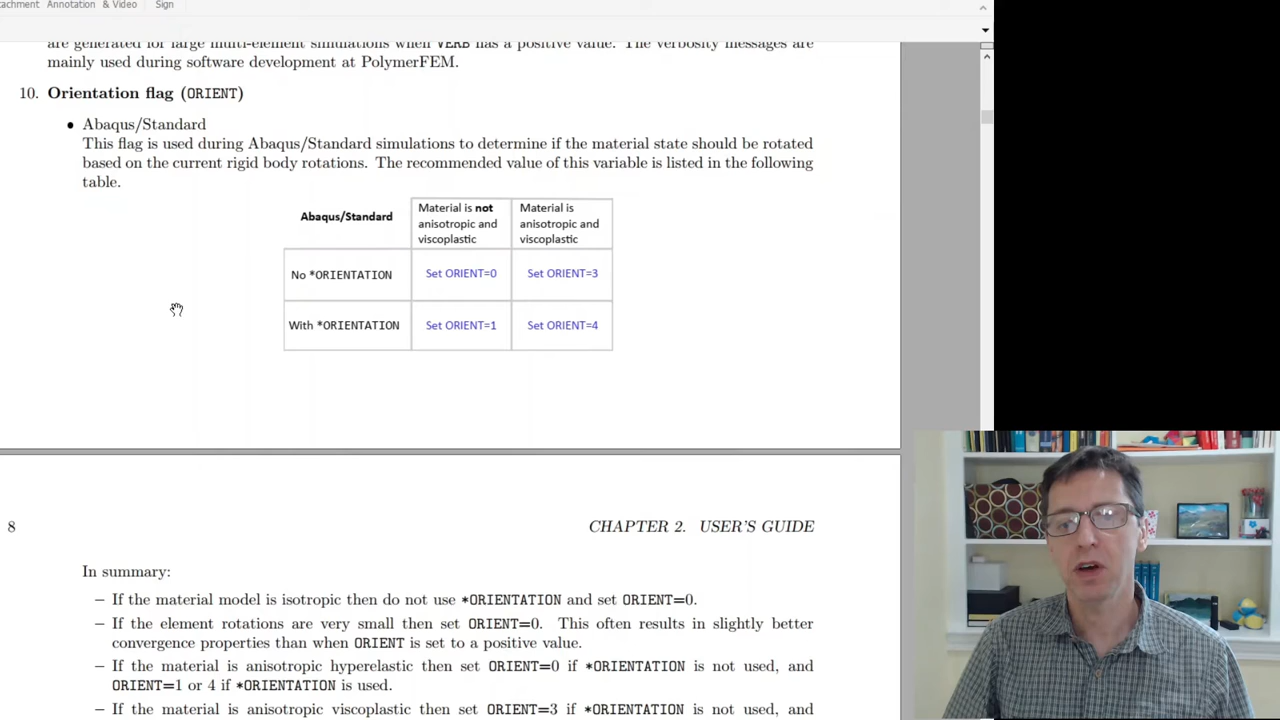 tachment Annotation & Video Sign
are generated for large multi-element simulations when VERB has a positive value. The verbosity messages are
mainly used during software development at PolymerFEM.
10. Orientation flag (ORIENT)
• Abaqus/Standard
This flag is used during Abaqus/Standard simulations to determine if the material state should be rotated
based on the current rigid body rotations. The recommended value of this variable is listed in the following
table.
Abaqus/Standard
Material is not
anisotropic and
viscoplastic
Material is
anisotropic and
viscoplastic
No *ORIENTATION
Set ORIENT=0
Set ORIENT=3
With *ORIENTATION
Set ORIENT=1
Set ORIENT=4
8 CHAPTER 2. USER'S GUIDE
In summary:
– If the material model is isotropic then do not use *ORIENTATION and set ORIENT=0.
– If the element rotations are very small then set ORIENT=0. This often results in slightly better
convergence properties than when ORIENT is set to a positive value.
– If the material is anisotropic hyperelastic then set ORIENT=0 if *ORIENTATION is not used, and
ORIENT=1 or 4 if *ORIENTATION is used.
– If the material is anisotropic viscoplastic then set ORIENT=3 if *ORIENTATION is not used, and